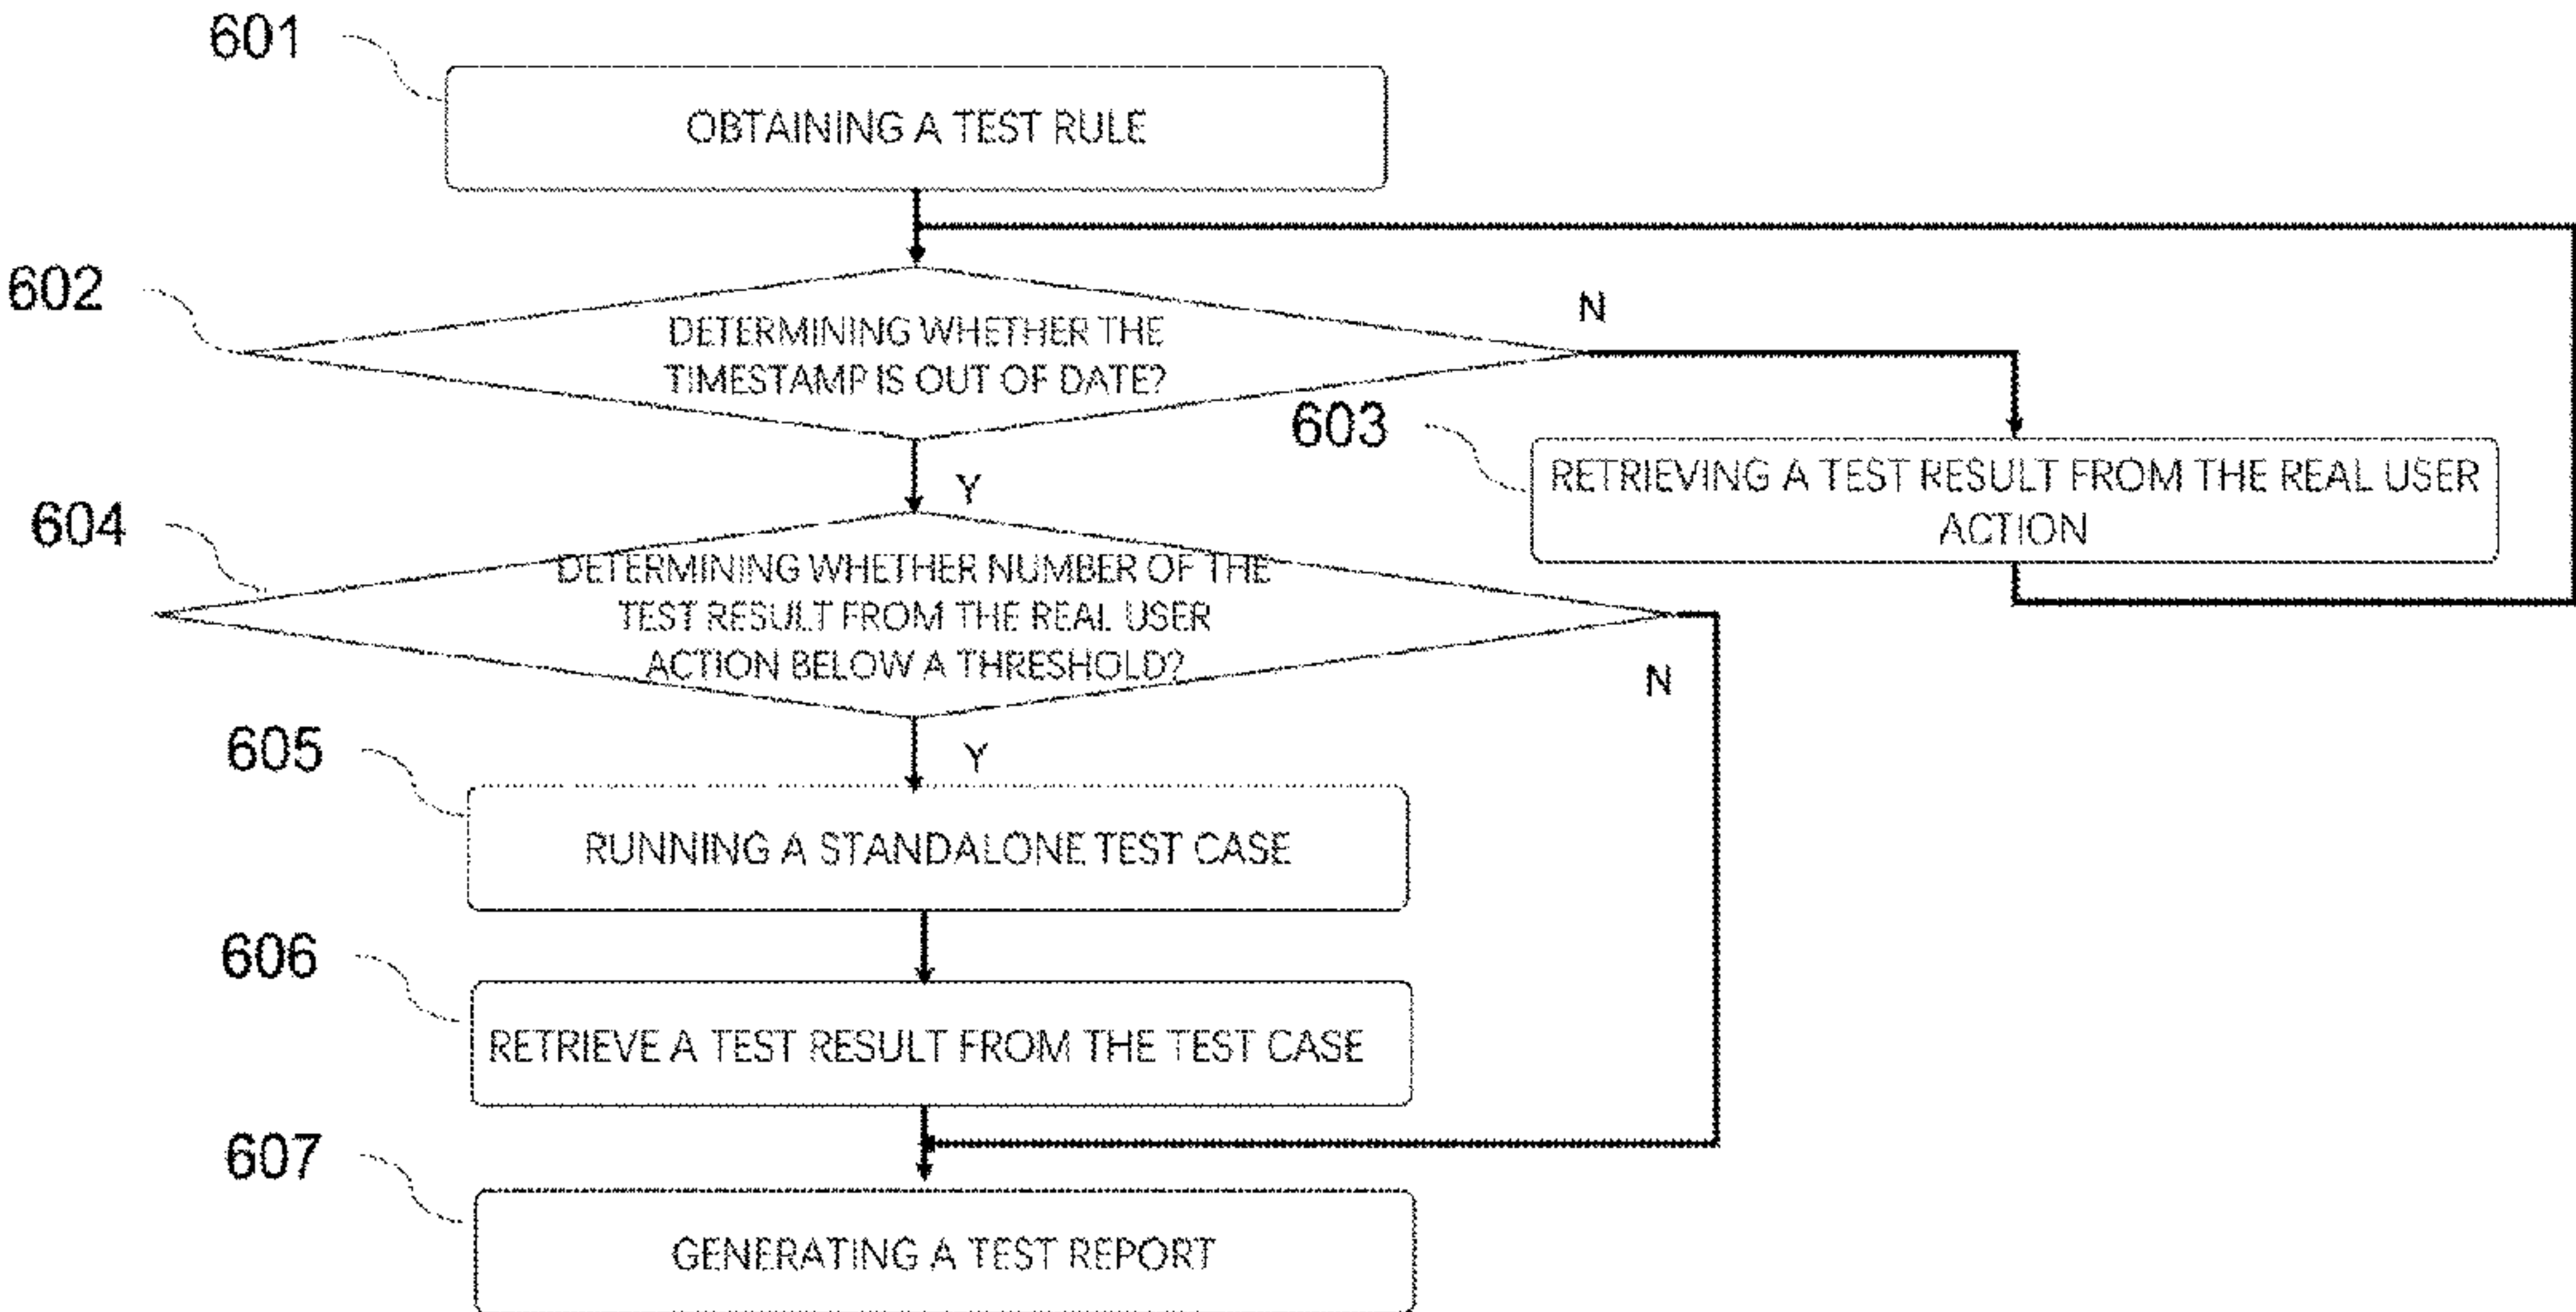 601
OBTAINING A TEST RULE
602
DETERMINING WHETHER THE
TIMESTAMP IS OUT OF DATE?
N
Y
603
RETRIEVING A TEST RESULT FROM THE REAL USER
ACTION
604
DETERMINING WHETHER NUMBER OF THE
TEST RESULT FROM THE REAL USER
ACTION BELOW A THRESHOLD?
N
Y
605
RUNNING A STANDALONE TEST CASE
606
RETRIEVE A TEST RESULT FROM THE TEST CASE
607
GENERATING A TEST REPORT